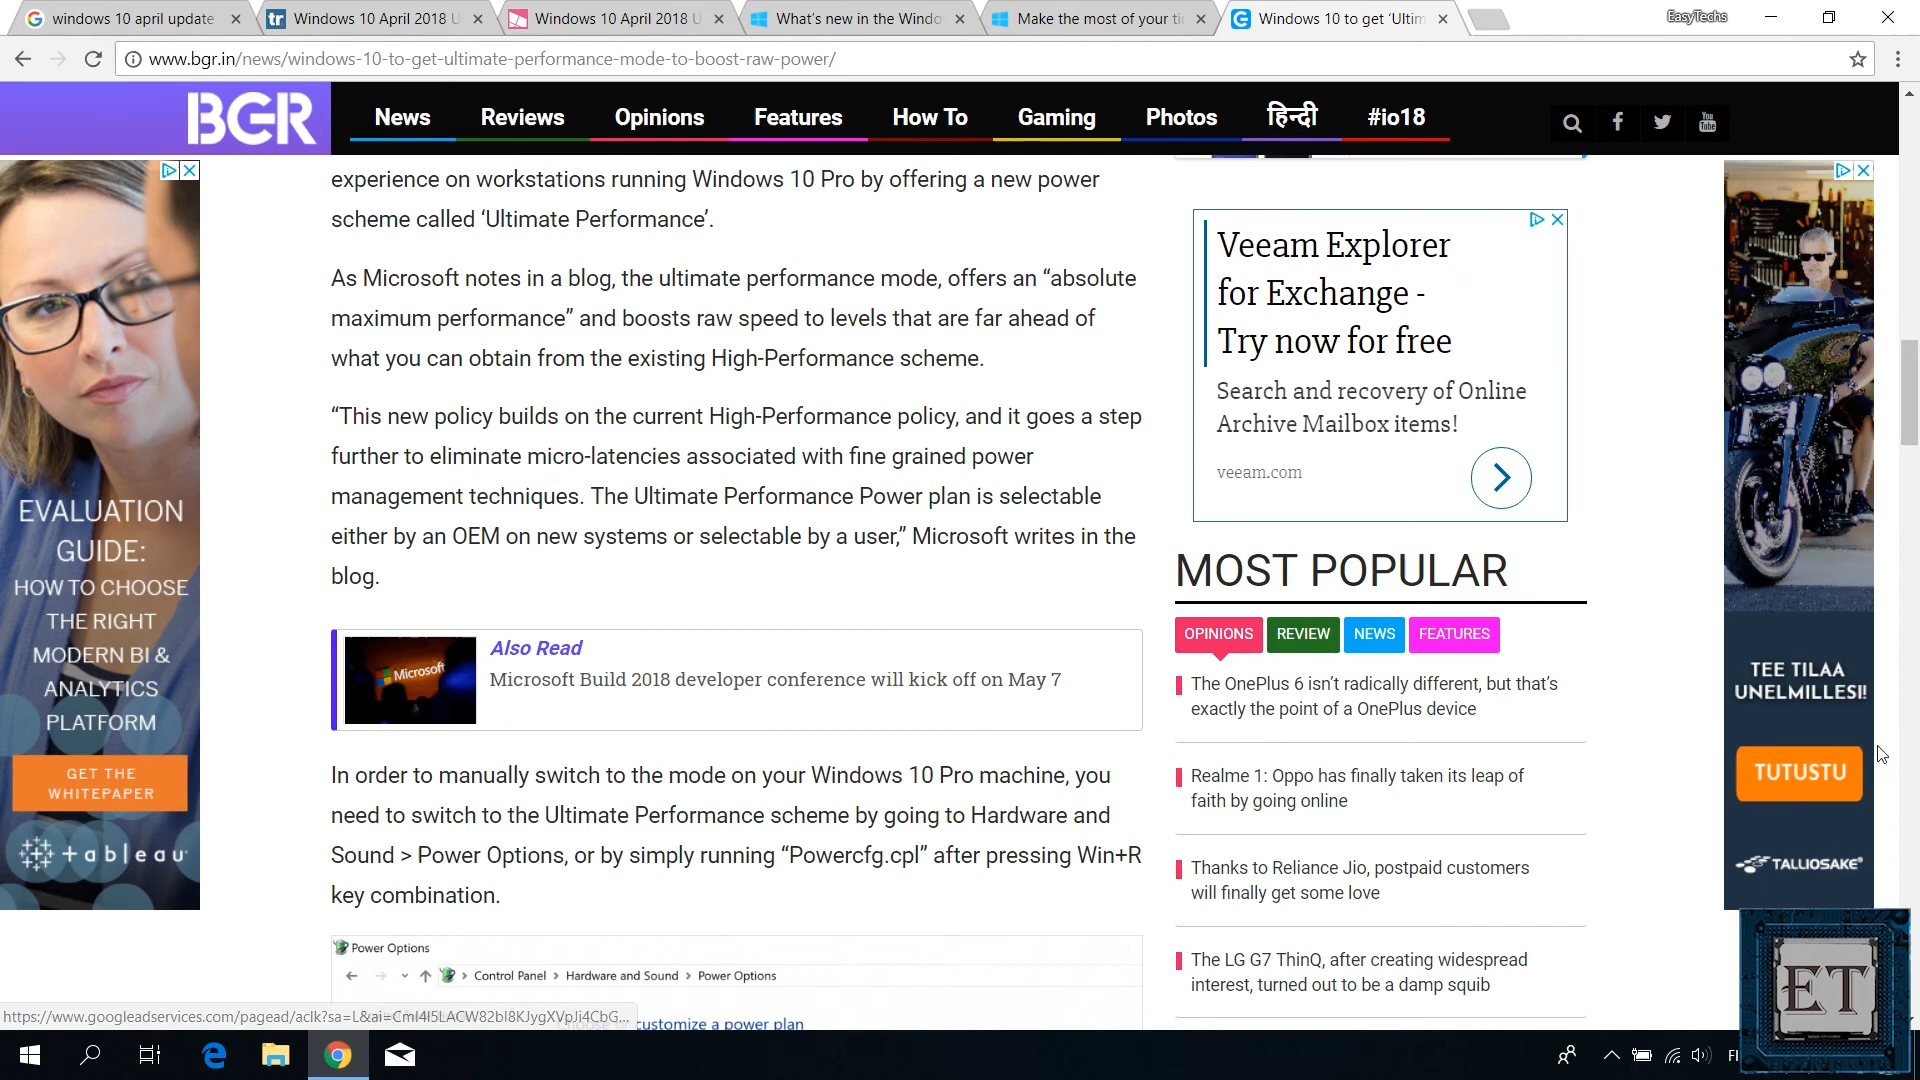 windows 10 april update
Windows 10 April 2018 U
Windows 10 April 2018 U
What's new in the Windo
Make the most of your ti
Windows 10 to get ‘Ultim
EasyTechs
www.bgr.in/news/windows-10-to-get-ultimate-performance-mode-to-boost-raw-power/
BGR
News
Reviews
Opinions
Features
How To
Gaming
Photos
हिन्दी
#io18
You
Tube
experience on workstations running Windows 10 Pro by offering a new power
scheme called ‘Ultimate Performance’.
As Microsoft notes in a blog, the ultimate performance mode, offers an “absolute
maximum performance” and boosts raw speed to levels that are far ahead of
what you can obtain from the existing High-Performance scheme.
“This new policy builds on the current High-Performance policy, and it goes a step
further to eliminate micro-latencies associated with fine grained power
management techniques. The Ultimate Performance Power plan is selectable
either by an OEM on new systems or selectable by a user,” Microsoft writes in the
blog.
Microsoft
Also Read
Microsoft Build 2018 developer conference will kick off on May 7
In order to manually switch to the mode on your Windows 10 Pro machine, you
need to switch to the Ultimate Performance scheme by going to Hardware and
Sound > Power Options, or by simply running “Powercfg.cpl” after pressing Win+R
key combination.
Power Options
Control Panel > Hardware and Sound > Power Options
customize a power plan
EVALUATION
GUIDE:
HOW TO CHOOSE
THE RIGHT
MODERN BI &
ANALYTICS
PLATFORM
GET THE
WHITEPAPER
tableau
Veeam Explorer
for Exchange -
Try now for free
Search and recovery of Online
Archive Mailbox items!
veeam.com
MOST POPULAR
OPINIONS
REVIEW
NEWS
FEATURES
The OnePlus 6 isn’t radically different, but that’s
exactly the point of a OnePlus device
Realme 1: Oppo has finally taken its leap of
faith by going online
Thanks to Reliance Jio, postpaid customers
will finally get some love
The LG G7 ThinQ, after creating widespread
interest, turned out to be a damp squib
TEE TILAA
UNELMILLESI!
TUTUSTU
TALLIOSAKE
ET
FI